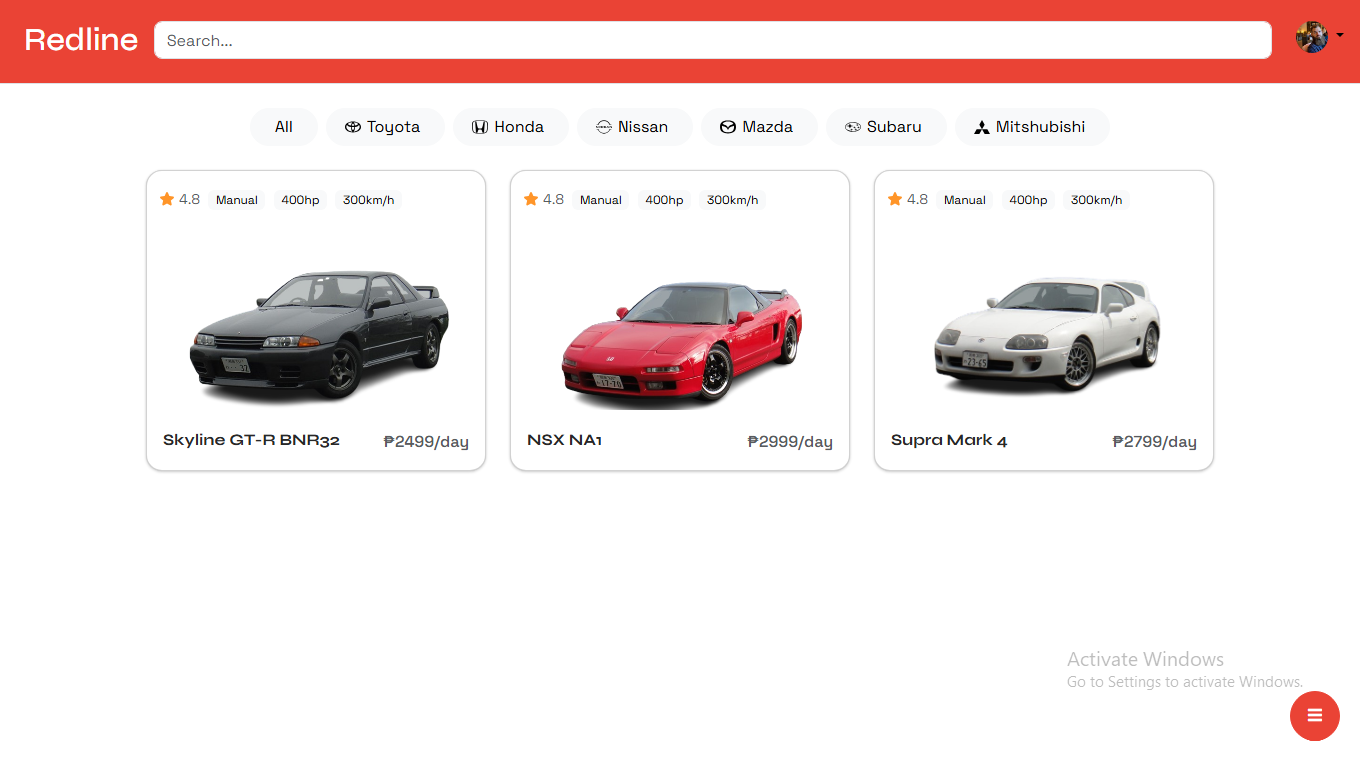 Redline
Search...
All Toyota Honda Nissan Mazda Subaru Mitshubishi
4.8 Manual 400hp 300km/h
Skyline GT-R BNR32 ₱2499/day
4.8 Manual 400hp 300km/h
NSX NA1 ₱2999/day
4.8 Manual 400hp 300km/h
Supra Mark 4 ₱2799/day
Activate Windows
Go to Settings to activate Windows.